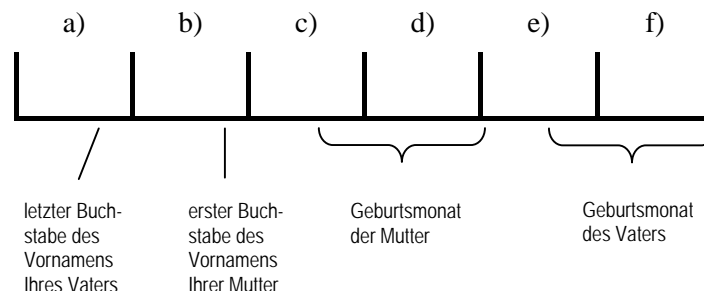 a) b) c) d) e) f)
letzter Buch-
stabe des
Vornamens
Ihres Vaters
erster Buch-
stabe des
Vornamens
Ihrer Mutter
Geburtsmonat
der Mutter
Geburtsmonat
des Vaters